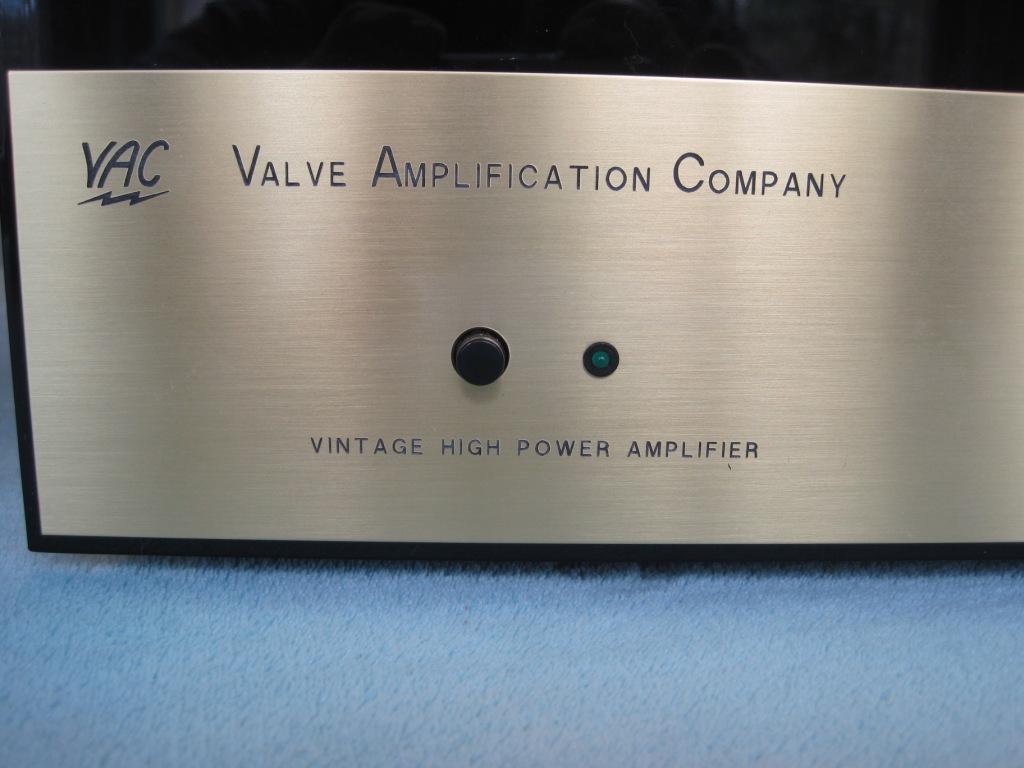 VAC VALVE AMPLIFICATION COMPANY
VINTAGE HIGH POWER AMPLIFIER